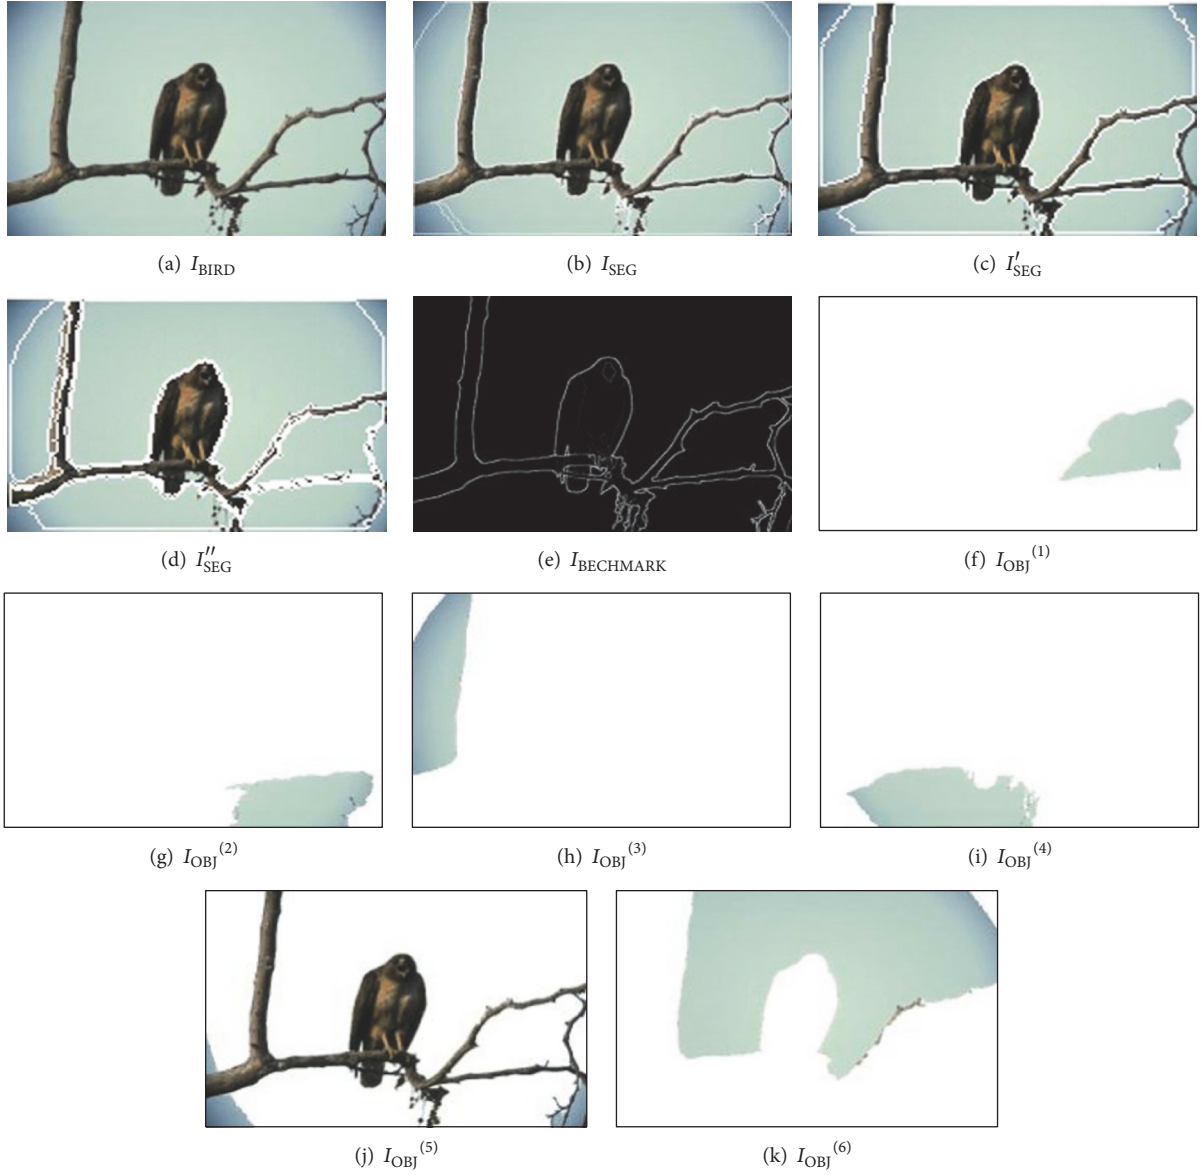 (a) I_BIRD
(b) I_SEG
(c) I′_SEG
(d) I″_SEG
(e) I_BECHMARK
(f) I_OBJ^(1)
(g) I_OBJ^(2)
(h) I_OBJ^(3)
(i) I_OBJ^(4)
(j) I_OBJ^(5)
(k) I_OBJ^(6)